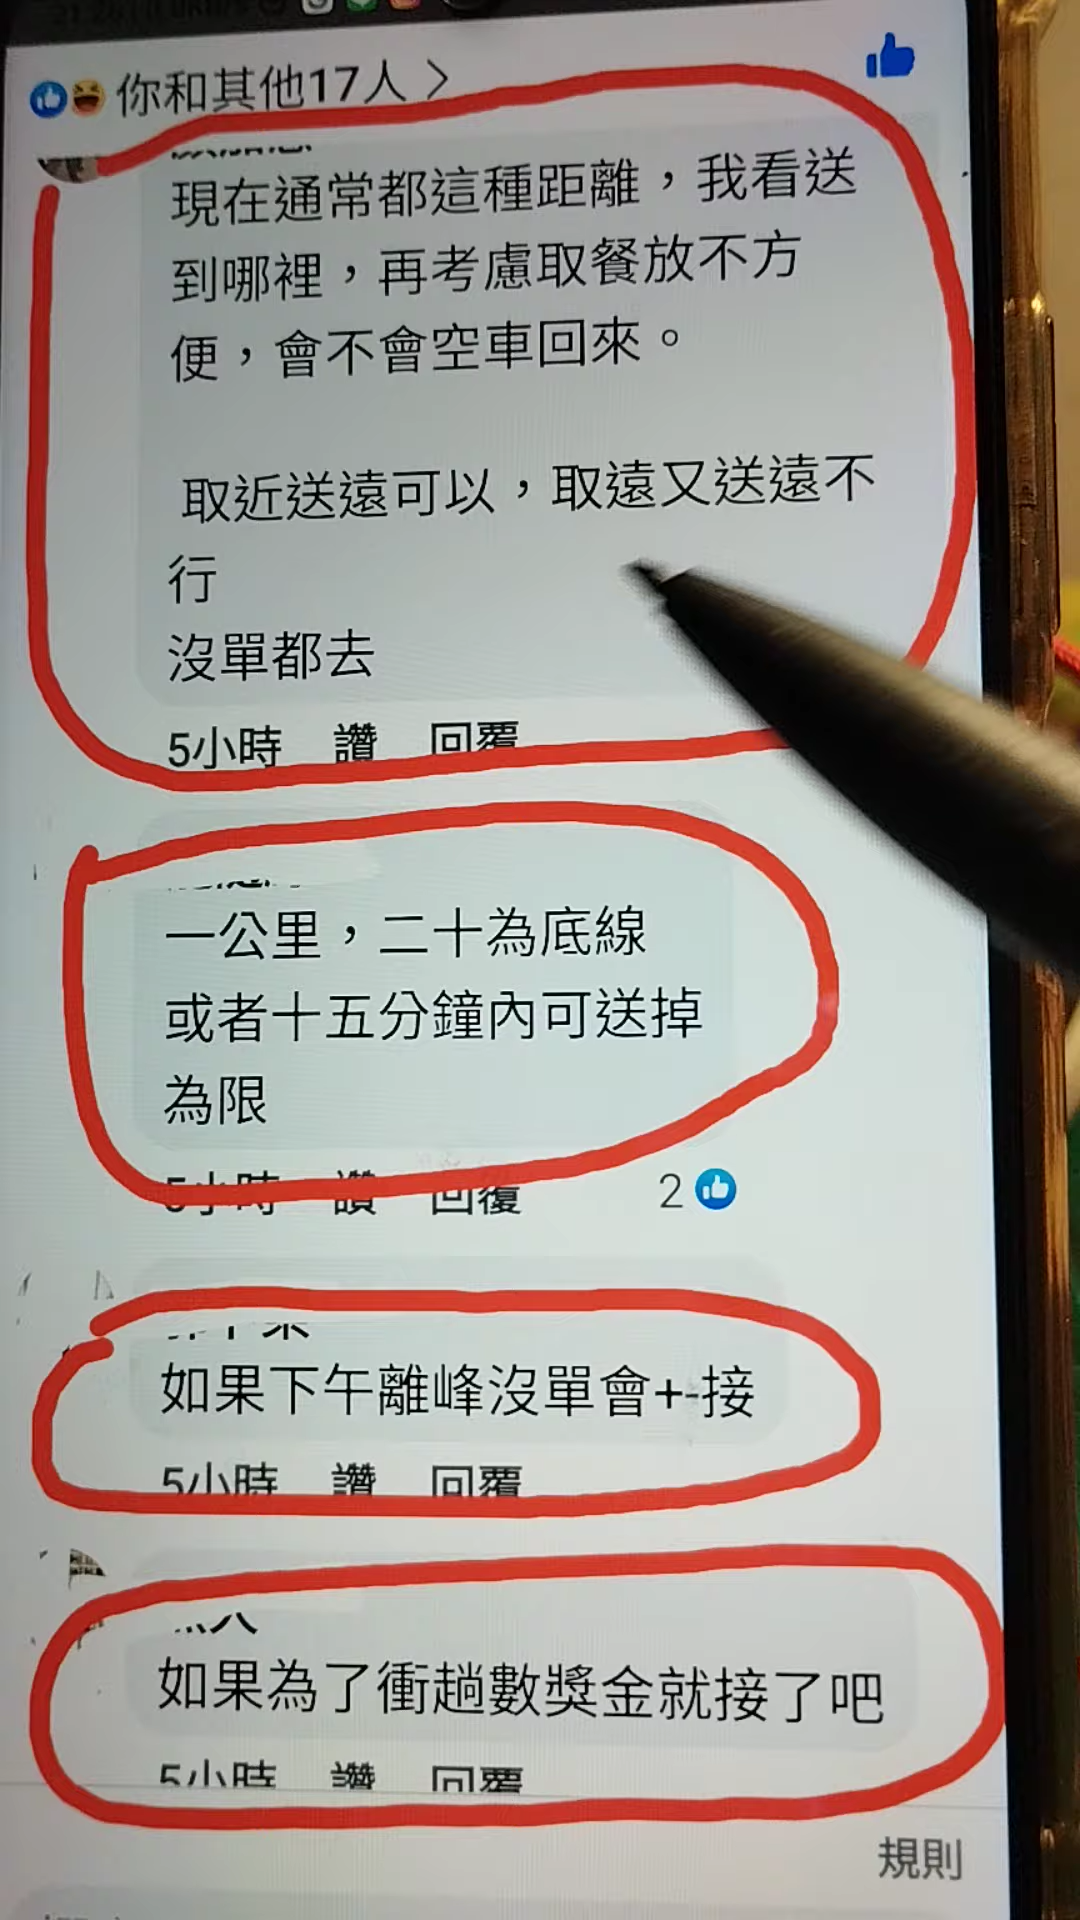 你和其他17人 >
現在通常都這種距離，我看送
到哪裡，再考慮取餐放不方
便，會不會空車回來。
取近送遠可以，取遠又送遠不
行
沒單都去
5小時 讚 回覆
一公里，二十為底線
或者十五分鐘內可送掉
為限
5小時 讚 回覆 2
如果下午離峰沒單會+-接
5小時 讚 回覆
如果為了衝趟數獎金就接了吧
5小時 讚 回覆
規則